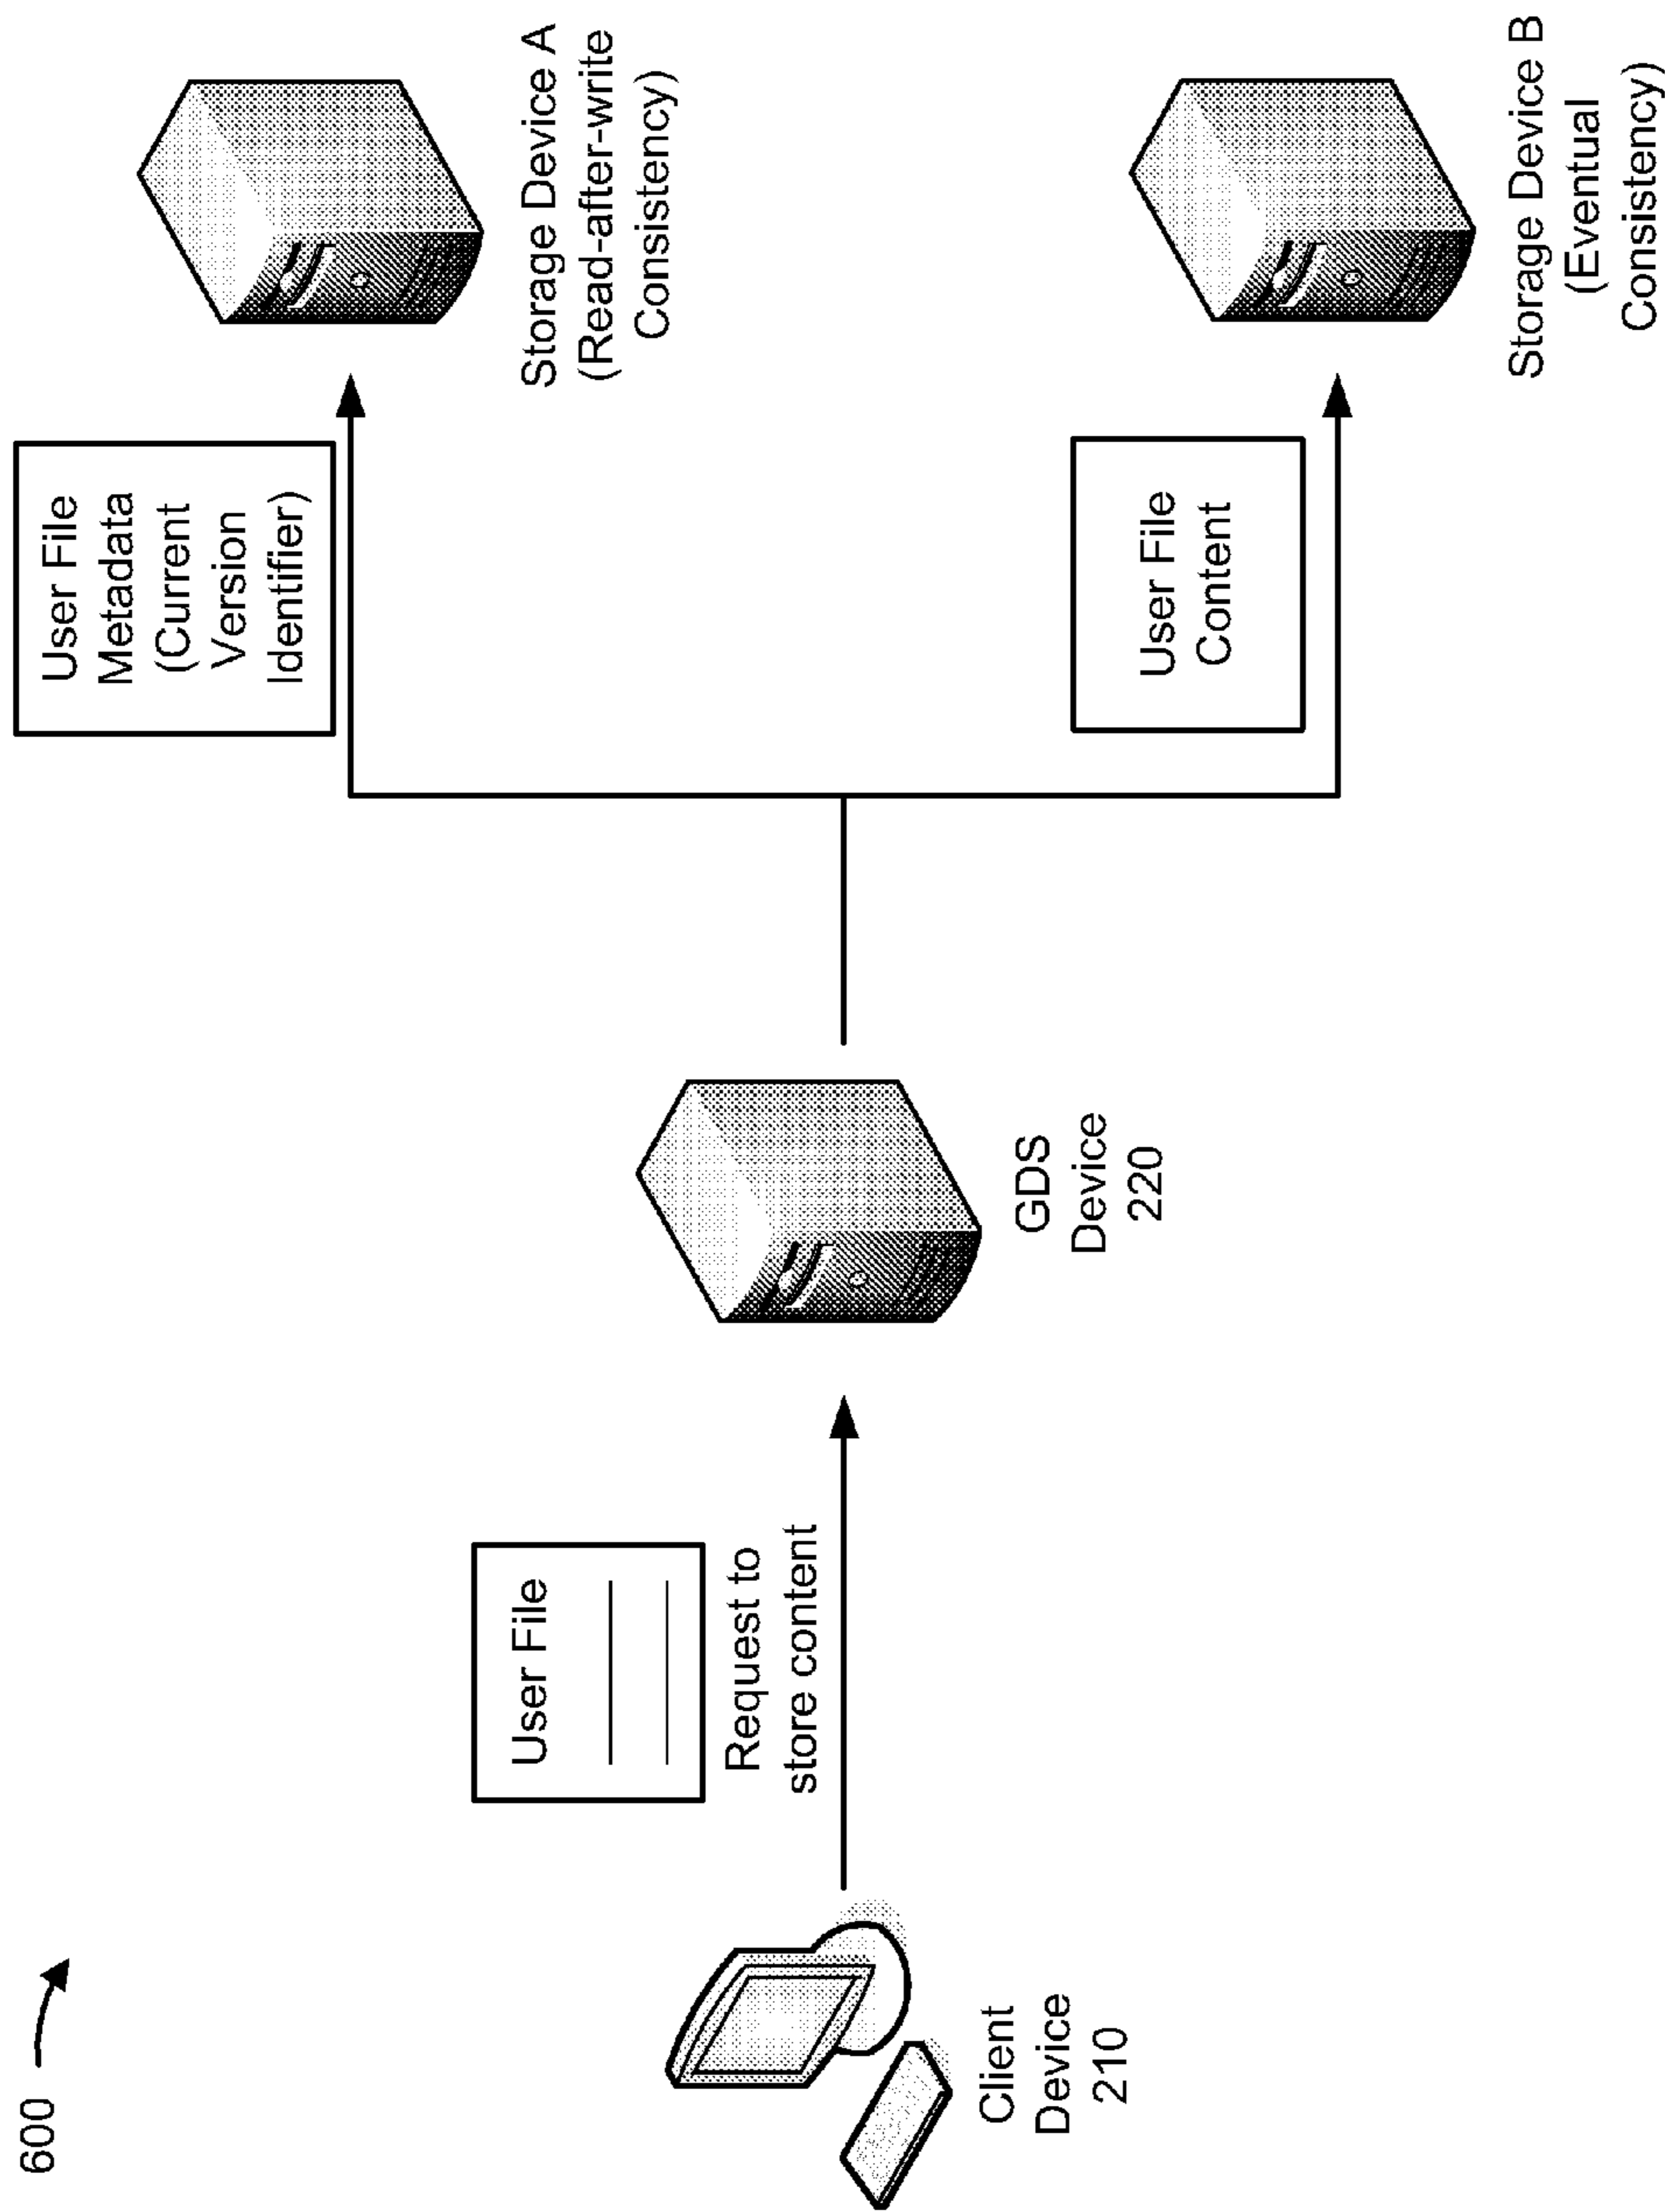 600
User File
Request to
store content
Client
Device
210
GDS
Device
220
User File
Metadata
(Current
Version
Identifier)
Storage Device A
(Read-after-write
Consistency)
User File
Content
Storage Device B
(Eventual
Consistency)